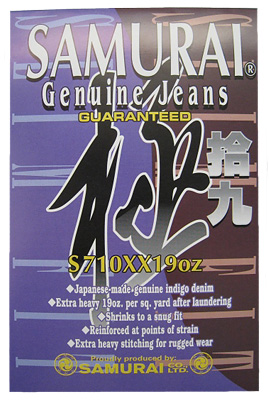 SAMURAI®
Genuine Jeans
GUARANTEED
侍
拾九
S710XX19oz
◆Japanese-made genuine indigo denim
◆Extra heavy 19oz. per sq. yard after laundering
◆Shrinks to a snug fit
◆Reinforced at points of strain
◆Extra heavy stitching for rugged wear
Proudly produced by:
SAMURAI CO. LTD.